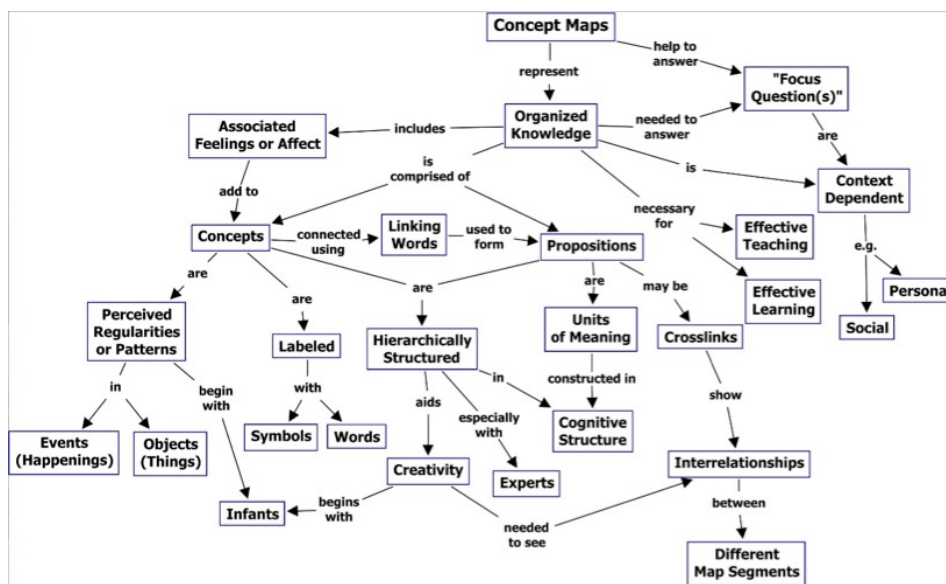 Concept Maps
help to
answer
represent
"Focus
Question(s)"
Organized
Knowledge
needed to
answer
includes
Associated
Feelings or Affect
are
is
comprised of
is
Context
Dependent
add to
necessary
for
Concepts
connected
using
Linking
Words
used to
form
Propositions
Effective
Teaching
e.g.
are
are
are
are
may be
Effective
Learning
Persona
Social
Perceived
Regularities
or Patterns
Labeled
Hierarchically
Structured
Units
of Meaning
Crosslinks
in
begin
with
with
aids
in
especially
with
constructed in
show
Events
(Happenings)
Objects
(Things)
Symbols
Words
Cognitive
Structure
Creativity
Experts
Interrelationships
Infants
begins
with
needed
to see
between
Different
Map Segments